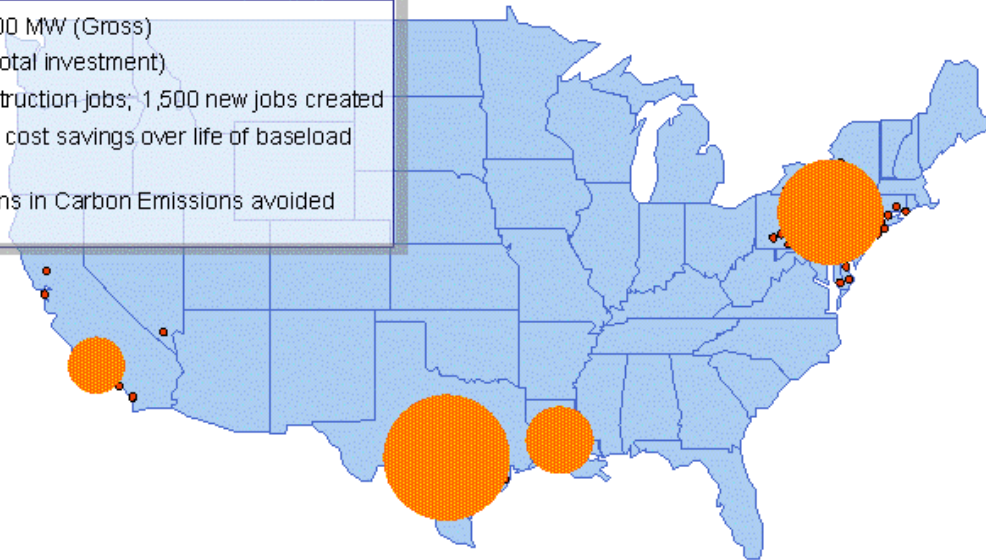 00 MW (Gross)
otal investment)
truction jobs; 1,500 new jobs created
cost savings over life of baseload
ns in Carbon Emissions avoided